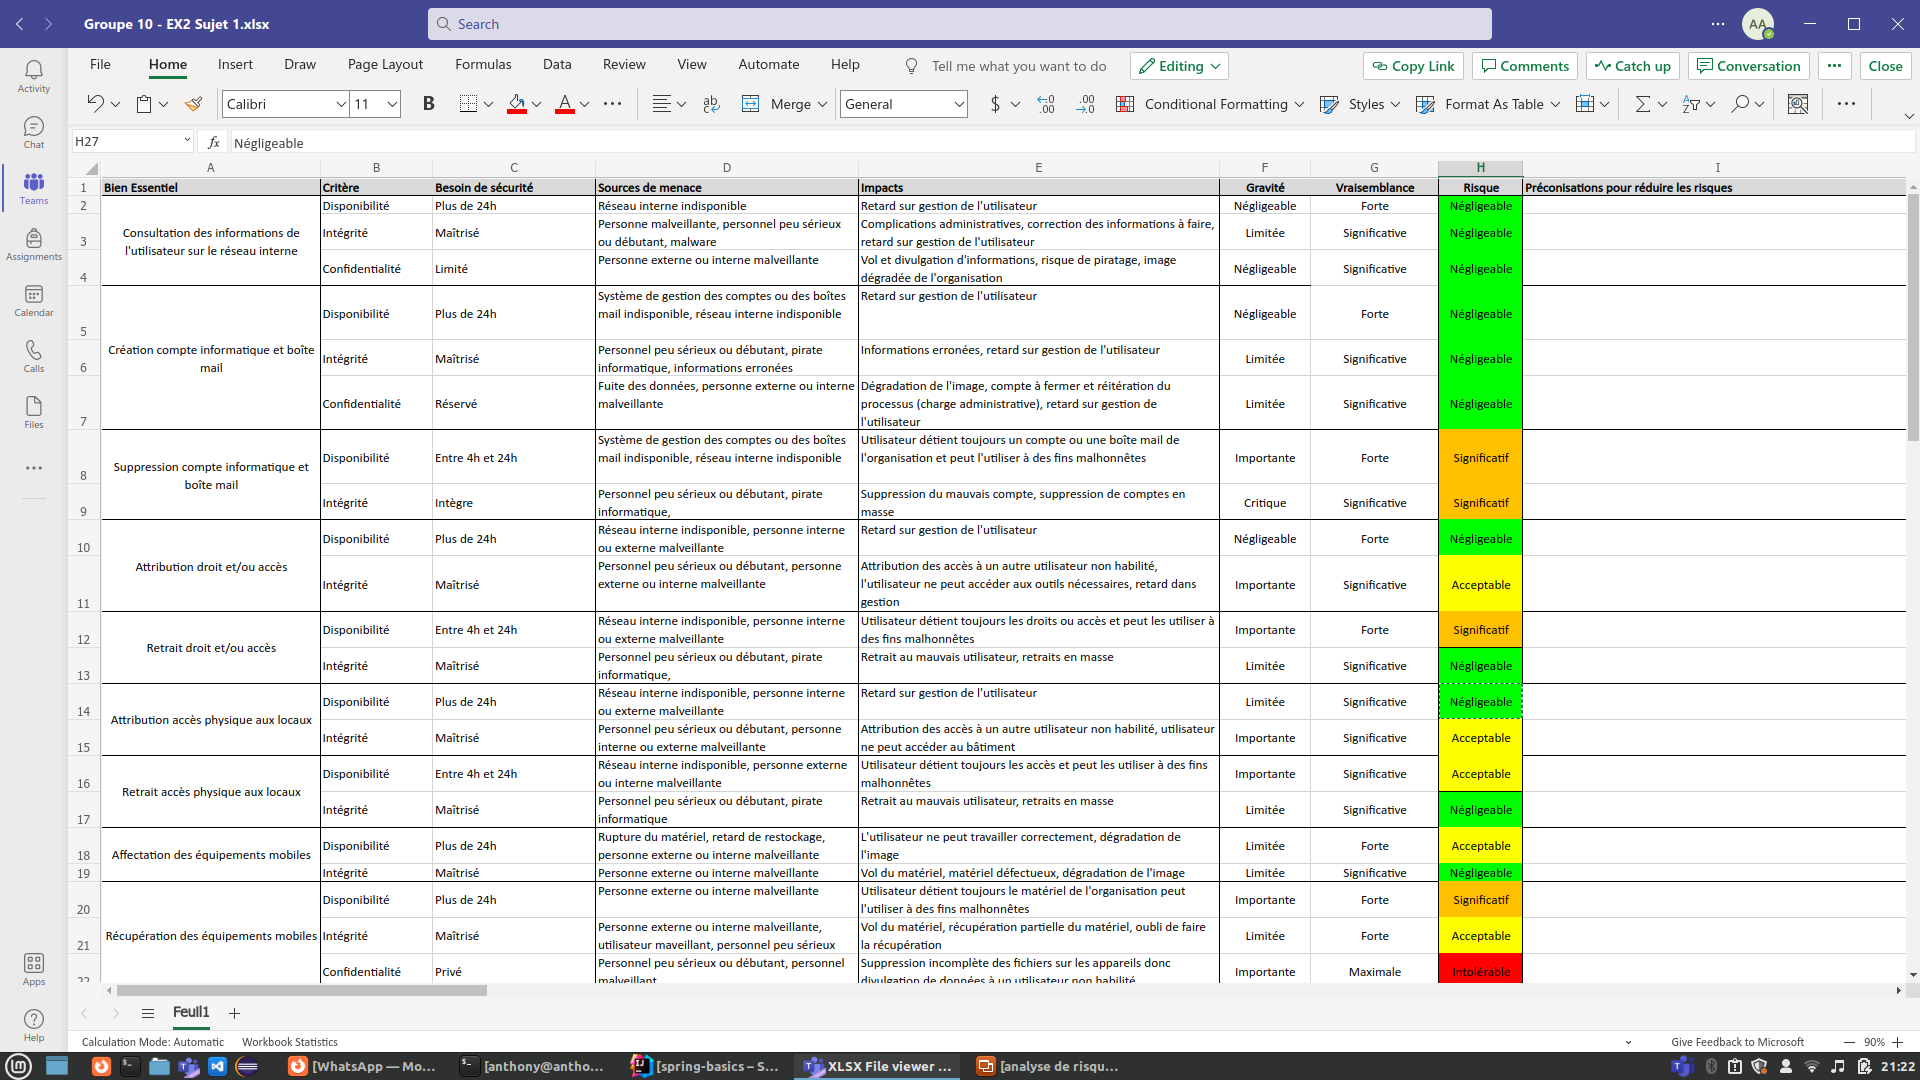 Groupe 10 - EX2 Sujet 1.xlsx
Search
AA
Activity
Chat
Teams
Assignments
Calendar
Calls
Files
Apps
Help
File Home Insert Draw Page Layout Formulas Data Review View Automate Help Tell me what you want to do Editing Copy Link Comments Catch up Conversation Close
Calibri 11 B A Merge General $ Conditional Formatting Styles Format As Table
H27 fx Négligeable
A B C D E F G H I
1 Bien Essentiel Critère Besoin de sécurité Sources de menace Impacts Gravité Vraisemblance Risque Préconisations pour réduire les risques
2 Disponibilité Plus de 24h Réseau interne indisponible Retard sur gestion de l'utilisateur Négligeable Forte Négligeable
Consultation des informations de
l'utilisateur sur le réseau interne
3 Intégrité Maîtrisé Personne malveillante, personnel peu sérieux
ou débutant, malware
Complications administratives, correction des informations à faire,
retard sur gestion de l'utilisateur
Limitée Significative Négligeable
4 Confidentialité Limité Personne externe ou interne malveillante
Vol et divulgation d'informations, risque de piratage, image
dégradée de l'organisation
Négligeable Significative Négligeable
Création compte informatique et boîte
mail
5 Disponibilité Plus de 24h Système de gestion des comptes ou des boîtes
mail indisponible, réseau interne indisponible
Retard sur gestion de l'utilisateur
Négligeable Forte Négligeable
6 Intégrité Maîtrisé Personnel peu sérieux ou débutant, pirate
informatique, informations erronées
Informations erronées, retard sur gestion de l'utilisateur
Limitée Significative Négligeable
7 Confidentialité Réservé Fuite des données, personne externe ou interne
malveillante
Dégradation de l'image, compte à fermer et réitération du
processus (charge administrative), retard sur gestion de
l'utilisateur
Limitée Significative Négligeable
Suppression compte informatique et
boîte mail
8 Disponibilité Entre 4h et 24h Système de gestion des comptes ou des boîtes
mail indisponible, réseau interne indisponible
Utilisateur détient toujours un compte ou une boîte mail de
l'organisation et peut l'utiliser à des fins malhonnêtes
Importante Forte Significatif
9 Intégrité Intègre Personnel peu sérieux ou débutant, pirate
informatique,
Suppression du mauvais compte, suppression de comptes en
masse
Critique Significative Significatif
Attribution droit et/ou accès
10 Disponibilité Plus de 24h Réseau interne indisponible, personne interne
ou externe malveillante
Retard sur gestion de l'utilisateur
Négligeable Forte Négligeable
11 Intégrité Maîtrisé Personnel peu sérieux ou débutant, personne
externe ou interne malveillante
Attribution des accès à un autre utilisateur non habilité,
l'utilisateur ne peut accéder aux outils nécessaires, retard dans
gestion
Importante Significative Acceptable
Retrait droit et/ou accès
12 Disponibilité Entre 4h et 24h Réseau interne indisponible, personne interne
ou externe malveillante
Utilisateur détient toujours les droits ou accès et peut les utiliser à
des fins malhonnêtes
Importante Forte Significatif
13 Intégrité Maîtrisé Personnel peu sérieux ou débutant, pirate
informatique,
Retrait au mauvais utilisateur, retraits en masse
Limitée Significative Négligeable
Attribution accès physique aux locaux
14 Disponibilité Plus de 24h Réseau interne indisponible, personne interne
ou externe malveillante
Retard sur gestion de l'utilisateur
Limitée Significative Négligeable
15 Intégrité Maîtrisé Personnel peu sérieux ou débutant, personne
interne ou externe malveillante
Attribution des accès à un autre utilisateur non habilité, utilisateur
ne peut accéder au bâtiment
Importante Significative Acceptable
Retrait accès physique aux locaux
16 Disponibilité Entre 4h et 24h Réseau interne indisponible, personne externe
ou interne malveillante
Utilisateur détient toujours les accès et peut les utiliser à des fins
malhonnêtes
Importante Significative Acceptable
17 Intégrité Maîtrisé Personnel peu sérieux ou débutant, pirate
informatique
Retrait au mauvais utilisateur, retraits en masse
Limitée Significative Négligeable
Affectation des équipements mobiles
18 Disponibilité Plus de 24h Rupture du matériel, retard de restockage,
personne externe ou interne malveillante
L'utilisateur ne peut travailler correctement, dégradation de
l'image
Limitée Forte Acceptable
19 Intégrité Maîtrisé Personne externe ou interne malveillante Vol du matériel, matériel défectueux, dégradation de l'image Limitée Significative Négligeable
Récupération des équipements mobiles
20 Disponibilité Plus de 24h Personne externe ou interne malveillante
Utilisateur détient toujours le matériel de l'organisation peut
l'utiliser à des fins malhonnêtes
Importante Forte Significatif
21 Intégrité Maîtrisé Personne externe ou interne malveillante,
utilisateur maveillant, personnel peu sérieux
Vol du matériel, récupération partielle du matériel, oubli de faire
la récupération
Limitée Forte Acceptable
22 Confidentialité Privé Personnel peu sérieux ou débutant, personnel
malveillant
Suppression incomplète des fichiers sur les appareils donc
divulgation de données à un utilisateur non habilité
Importante Maximale Intolérable
Feuil1
Calculation Mode: Automatic Workbook Statistics Give Feedback to Microsoft 90%
[WhatsApp — Mo... [anthony@antho... [spring-basics – S... XLSX File viewer ... [analyse de risqu... 21:22